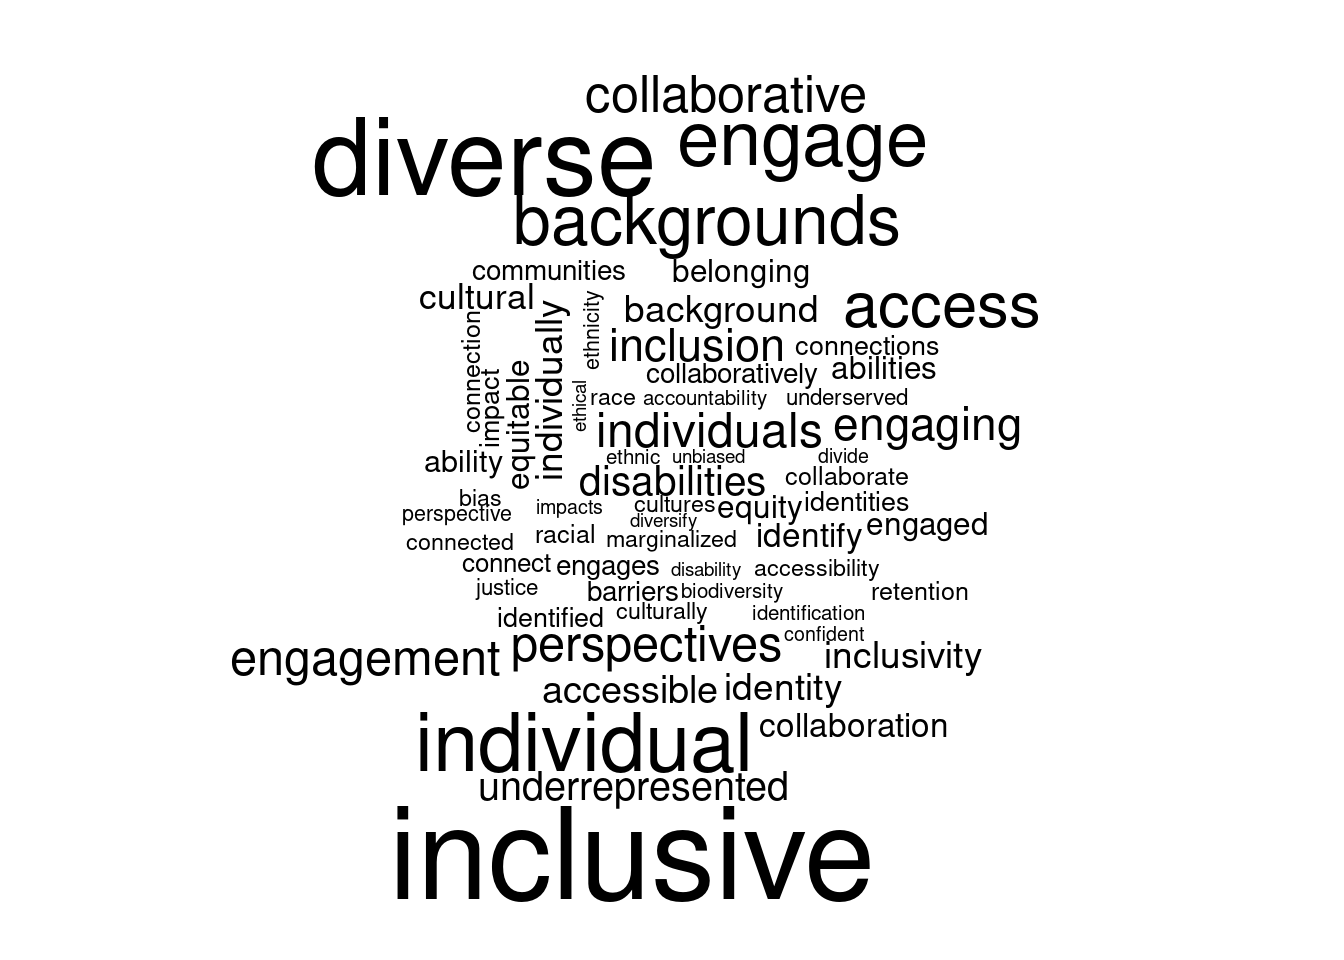 collaborative
diverse engage
backgrounds
communities belonging
cultural background access
connection impact equitable individually ethnicity inclusion connections
collaboratively abilities
ethical race accountability underserved
individuals engaging
ability ethnic unbiased divide
disabilities collaborate
bias impacts cultures equity identities
perspective diversify engaged
connected racial marginalized identify
connect engages disability accessibility
justice barriers biodiversity retention
identified culturally identification
engagement perspectives confident inclusivity
accessible identity
individual collaboration
underrepresented
inclusive